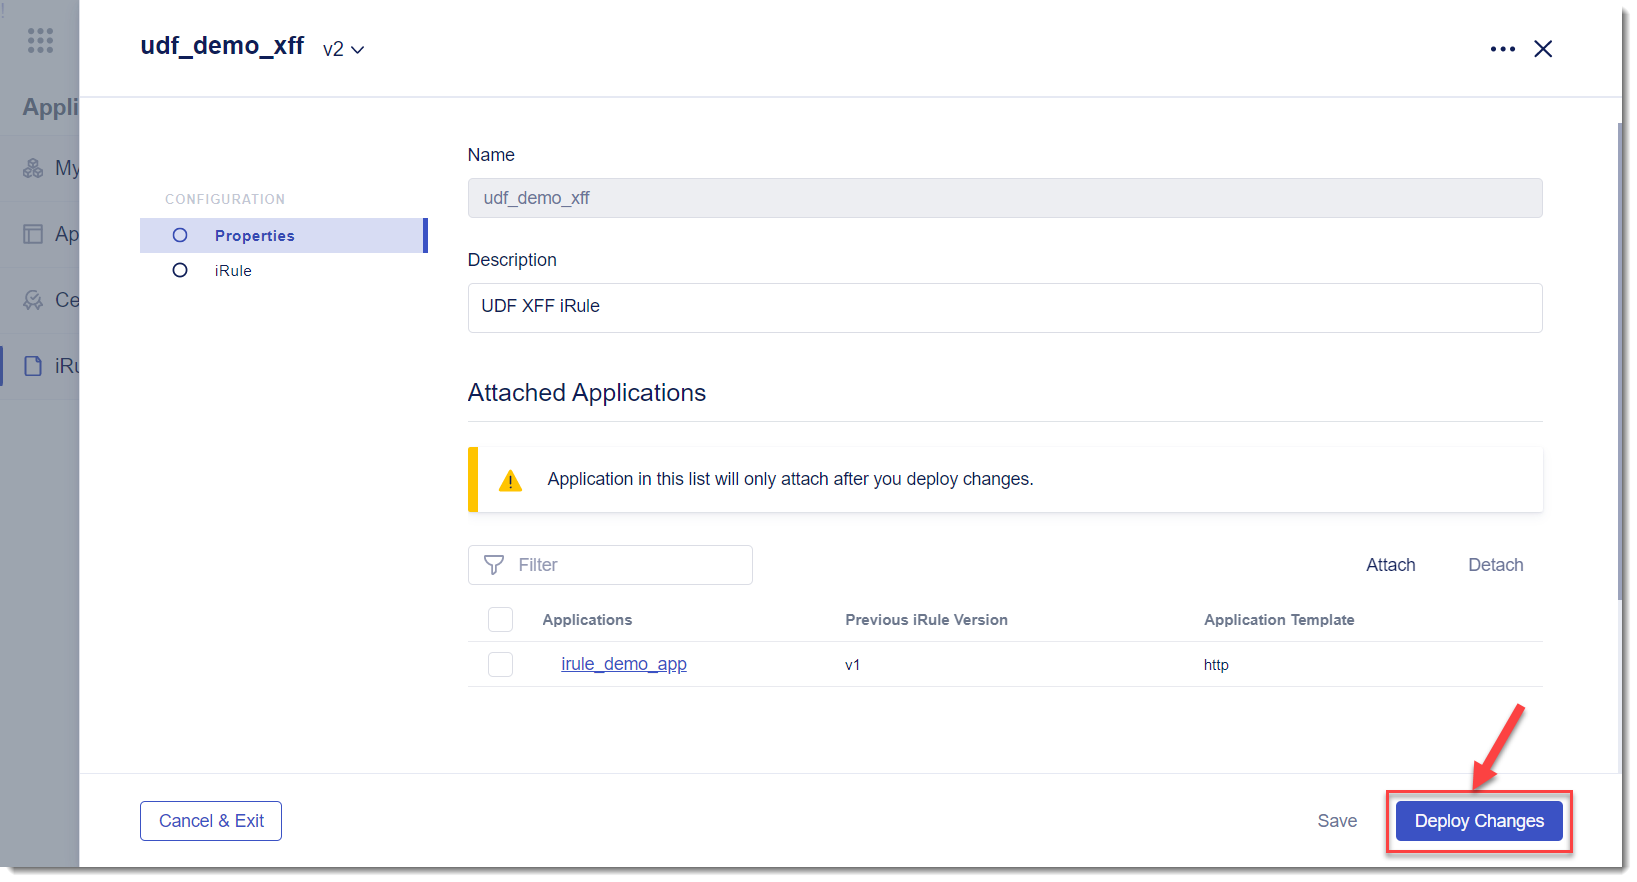 udf_demo_xff v2
Appli
My
Ap
Ce
iRu
CONFIGURATION
Properties
iRule
Name
udf_demo_xff
Description
UDF XFF iRule
Attached Applications
Application in this list will only attach after you deploy changes.
Filter
Attach Detach
Applications Previous iRule Version Application Template
irule_demo_app v1 http
Cancel & Exit Save Deploy Changes